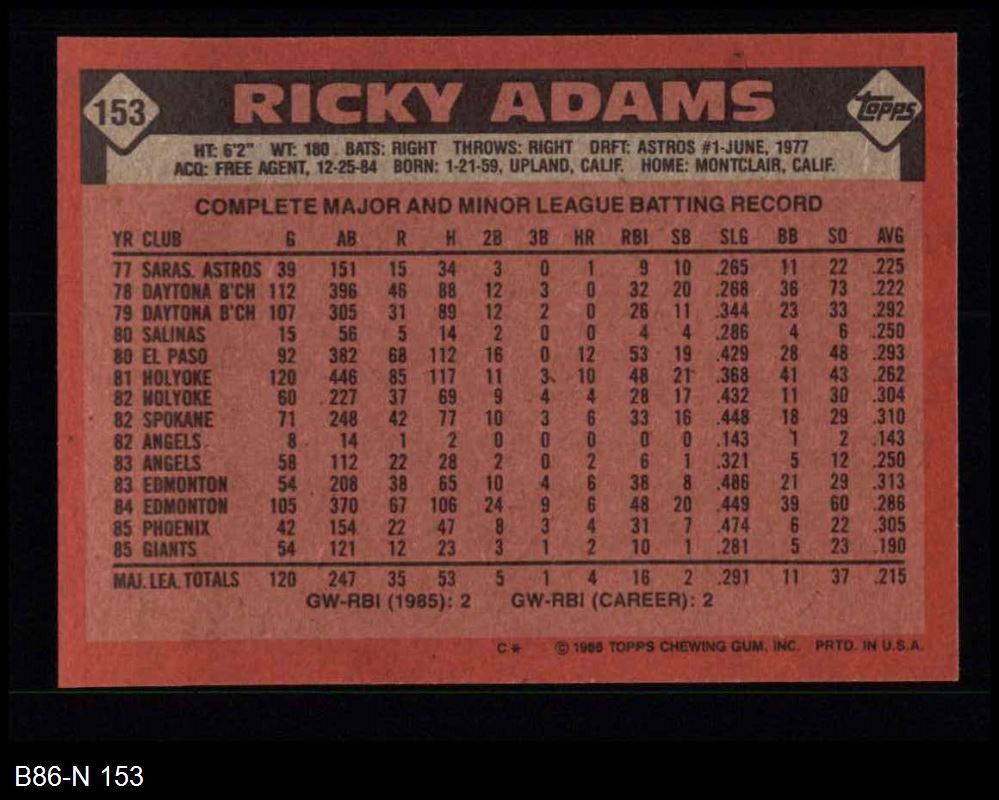 153 RICKY ADAMS topps
HT: 6'2" WT: 180 BATS: RIGHT THROWS: RIGHT DRFT: ASTROS #1-JUNE, 1977
ACQ: FREE AGENT, 12-25-84 BORN: 1-21-59, UPLAND, CALIF. HOME: MONTCLAIR, CALIF.
COMPLETE MAJOR AND MINOR LEAGUE BATTING RECORD
YR CLUB G AB R H 2B 3B HR RBI SB SLG BB SO AVG
77 SARAS. ASTROS 39 151 15 34 3 0 1 9 10 .265 11 22 .225
78 DAYTONA B'CH 112 396 46 88 12 3 0 32 20 .268 36 73 .222
79 DAYTONA B'CH 107 305 31 89 12 2 0 26 11 .344 23 33 .292
80 SALINAS 15 56 5 14 2 0 0 4 4 .286 4 6 .250
80 EL PASO 92 382 68 112 16 0 12 53 19 .429 28 48 .293
81 HOLYOKE 120 446 85 117 11 3 10 48 21 .368 41 43 .262
82 HOLYOKE 60 227 37 69 9 4 4 28 17 .432 11 30 .304
82 SPOKANE 71 248 42 77 10 3 6 33 16 .448 18 29 .310
82 ANGELS 8 14 1 2 0 0 0 0 0 .143 1 2 .143
83 ANGELS 58 112 22 28 2 0 2 6 1 .321 5 12 .250
83 EDMONTON 54 208 38 65 10 4 6 38 8 .486 21 29 .313
84 EDMONTON 105 370 67 106 24 9 6 48 20 .449 39 60 .286
85 PHOENIX 42 154 22 47 8 3 4 31 7 .474 6 22 .305
85 GIANTS 54 121 12 23 3 1 2 10 1 .281 5 23 .190
MAJ. LEA. TOTALS 120 247 35 53 5 1 4 16 2 .291 11 37 .215
GW-RBI (1985): 2 GW-RBI (CAREER): 2
C* © 1986 TOPPS CHEWING GUM, INC. PRTD. IN U.S.A.
B86-N 153